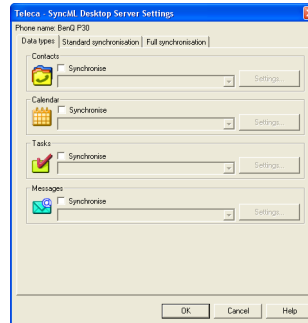 Teleca - SyncML Desktop Server Settings
Phone name: BenQ P30
Data types Standard synchronisation Full synchronisation
Contacts
Synchronise
Settings...
Calendar
Synchronise
Settings...
Tasks
Synchronise
Settings...
Messages
Synchronise
Settings...
OK Cancel Help